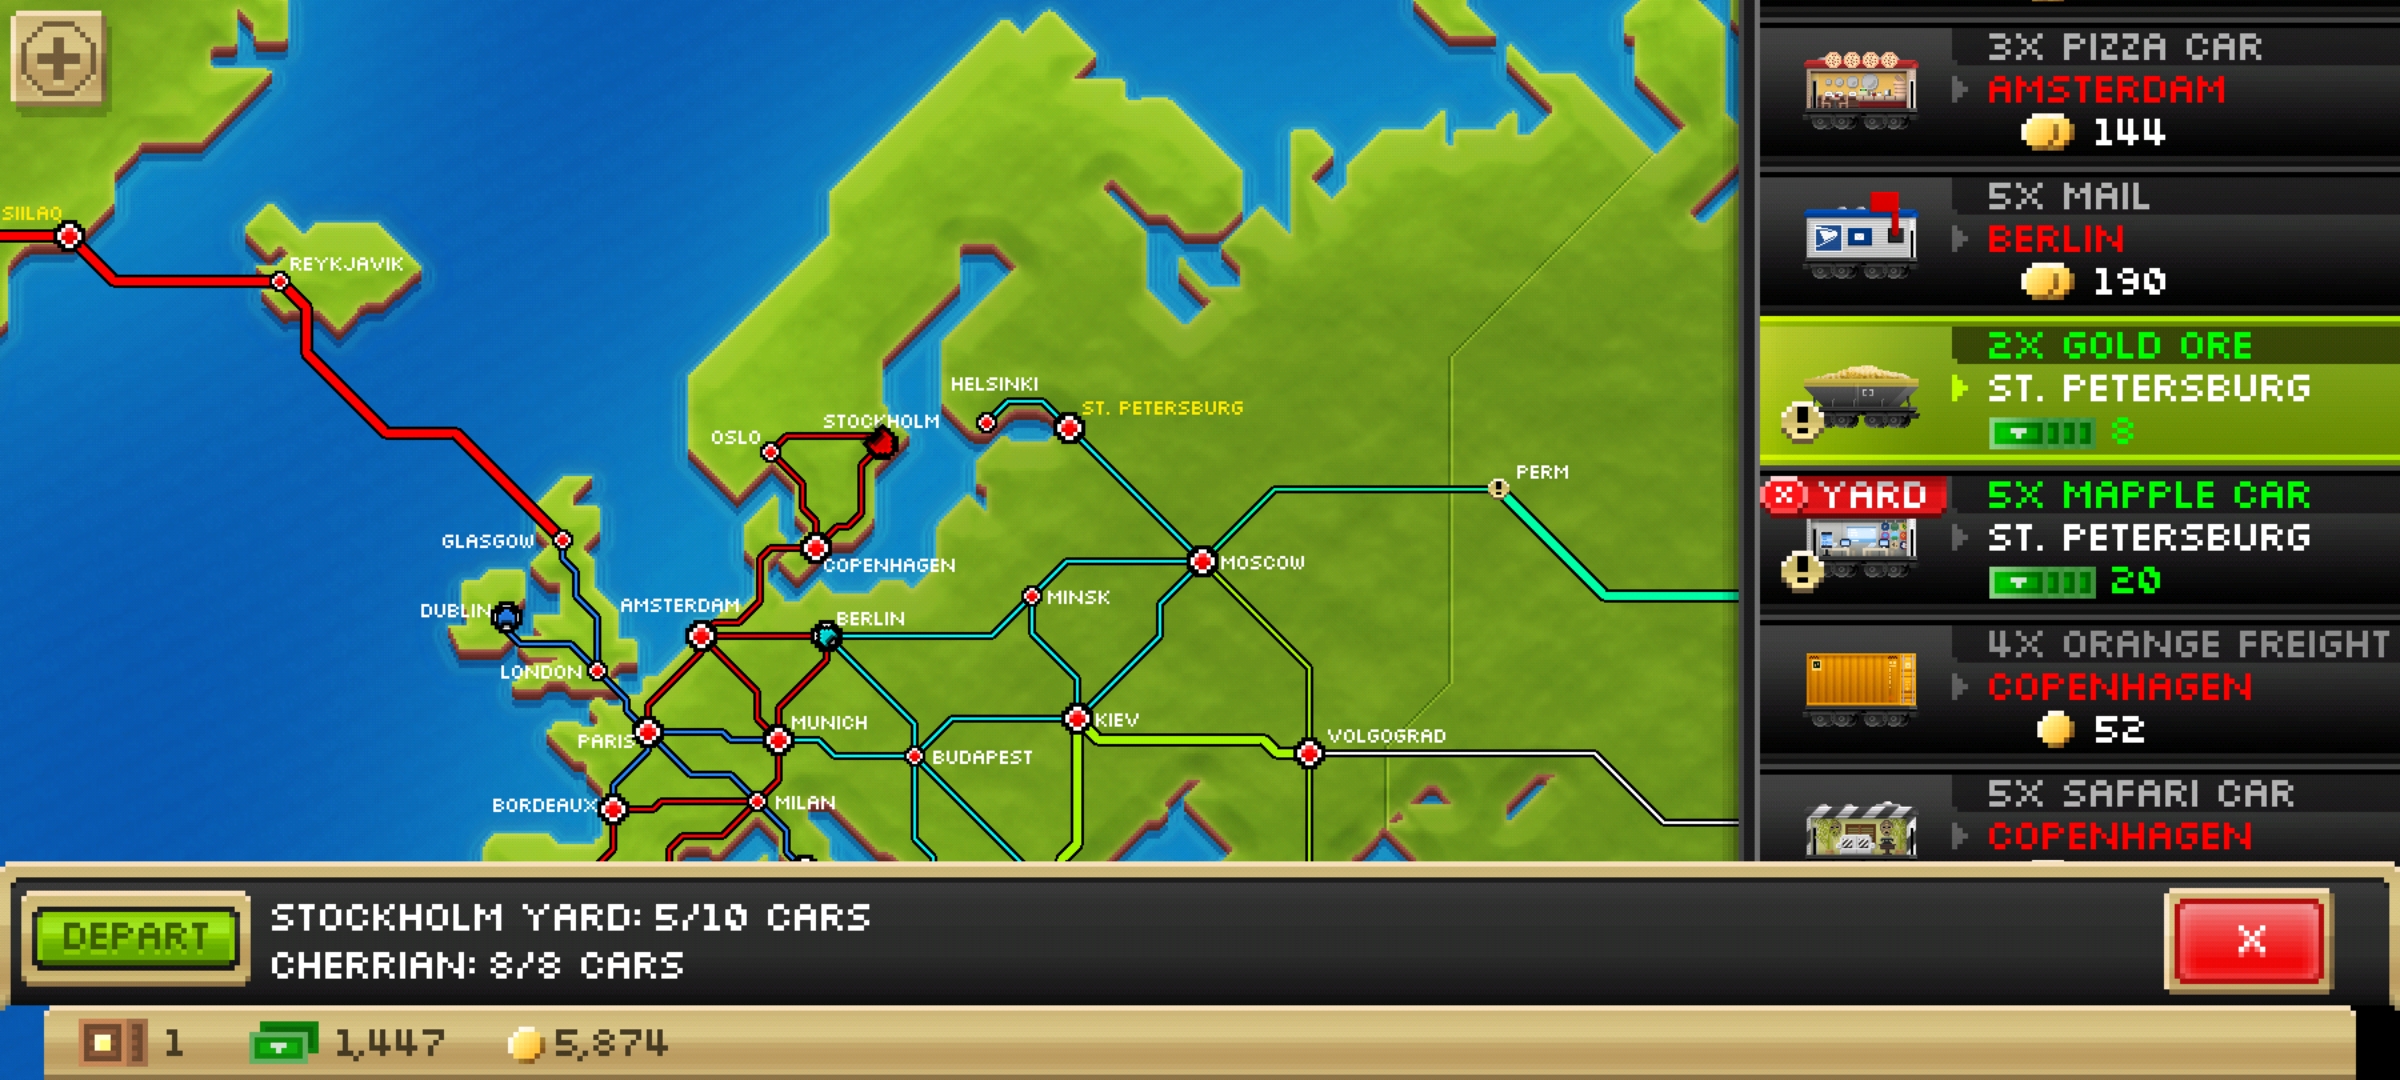 SIILAQ
REYKJAVIK
HELSINKI
ST. PETERSBURG
STOCKHOLM
OSLO
PERM
GLASGOW
COPENHAGEN
MOSCOW
DUBLIN
AMSTERDAM
BERLIN
MINSK
LONDON
PARIS
MUNICH
KIEV
BUDAPEST
VOLGOGRAD
BORDEAUX
MILAN
3X PIZZA CAR
AMSTERDAM
144
5X MAIL
BERLIN
190
2X GOLD ORE
ST. PETERSBURG
8
YARD
5X MAPPLE CAR
ST. PETERSBURG
20
4X ORANGE FREIGHT
COPENHAGEN
52
5X SAFARI CAR
COPENHAGEN
DEPART
STOCKHOLM YARD: 5/10 CARS
CHERRIAN: 8/8 CARS
X
1
1,447
5,874